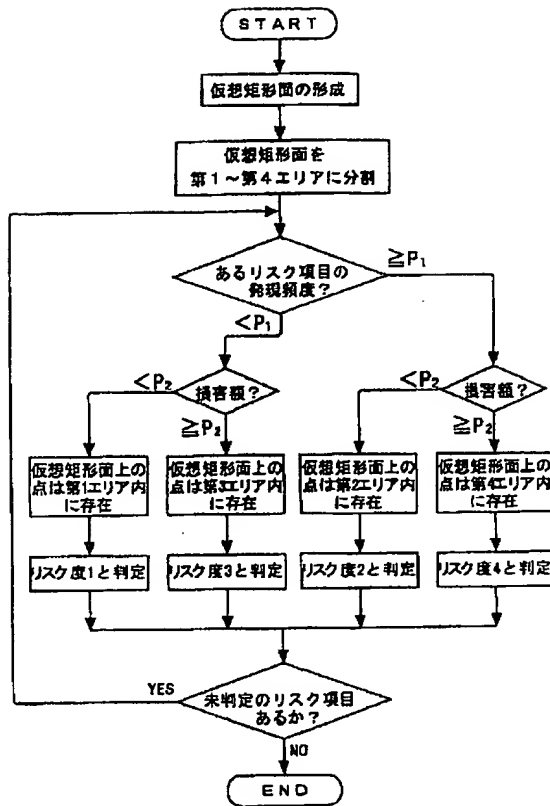 START
仮想矩形面の形成
仮想矩形面を
第1~第4エリアに分割
あるリスク項目の
発現頻度?
≧P1
<P1
<P2
損害額?
≧P2
<P2
損害額?
≧P2
仮想矩形面上の
点は第1エリア内
に存在
仮想矩形面上の
点は第3エリア内
に存在
仮想矩形面上の
点は第2エリア内
に存在
仮想矩形面上の
点は第4エリア内
に存在
リスク度1と判定
リスク度3と判定
リスク度2と判定
リスク度4と判定
YES
未判定のリスク項目
あるか?
NO
END